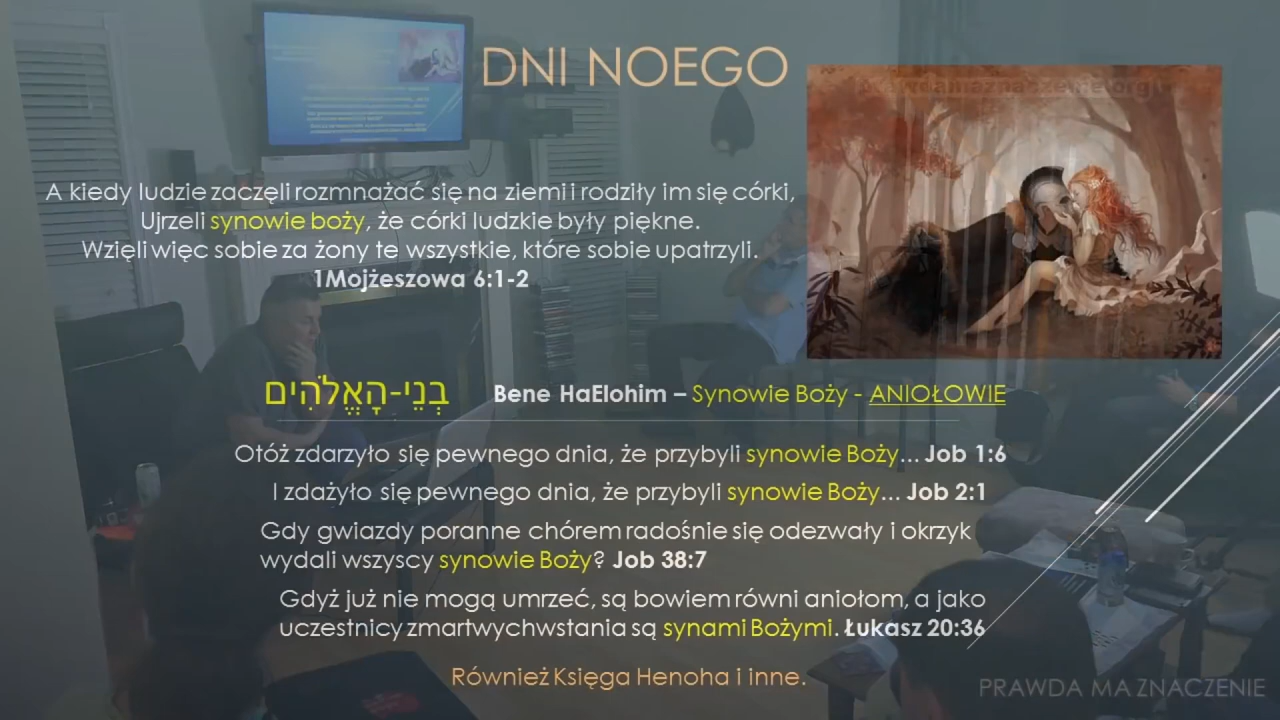 DNI NOEGO
prawdamaznaczenie.org
A kiedy ludzie zaczęli rozmnażać się na ziemi i rodziły im się córki,
Ujrzeli synowie boży, że córki ludzkie były piękne.
Wzięli więc sobie za żony te wszystkie, które sobie upatrzyli.
1Mojżeszowa 6:1-2
בְנֵי-הָאֱלֹהִים Bene HaElohim – Synowie Boży - ANIOŁOWIE
Otóż zdarzyło się pewnego dnia, że przybyli synowie Boży... Job 1:6
I zdażyło się pewnego dnia, że przybyli synowie Boży... Job 2:1
Gdy gwiazdy poranne chórem radośnie się odezwały i okrzyk
wydali wszyscy synowie Boży? Job 38:7
Gdyż już nie mogą umrzeć, są bowiem równi aniołom, a jako
uczestnicy zmartwychwstania są synami Bożymi. Łukasz 20:36
Również Księga Henoha i inne.
PRAWDA MA ZNACZENIE